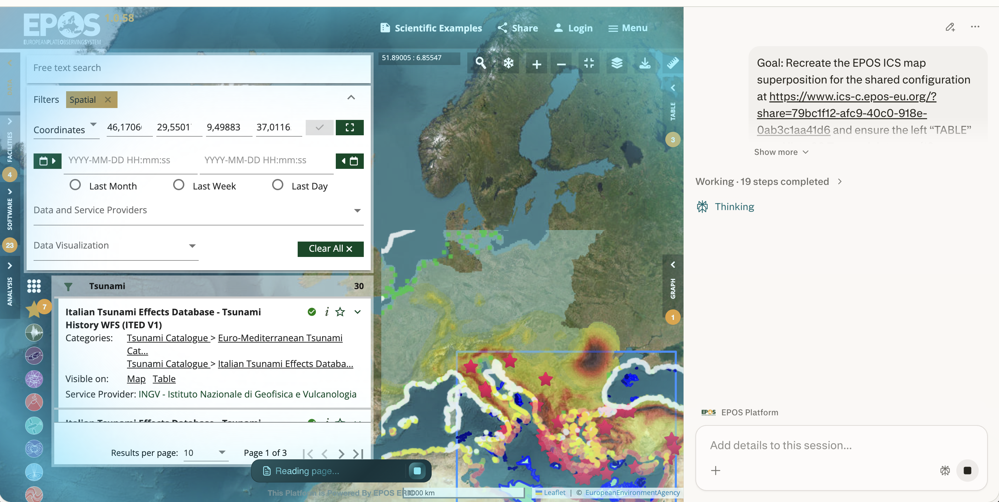 EPOS 1.0.58
EUROPEANPLATEOBSERVINGSYSTEM
Scientific Examples
Share
Login
Menu
DATA
FACILITIES
4
SOFTWARE
23
ANALYSIS
Free text search
Filters
Spatial
Coordinates
46,1706
29,5501
9,49883
37,0116
YYYY-MM-DD HH:mm:ss
YYYY-MM-DD HH:mm:ss
Last Month
Last Week
Last Day
Data and Service Providers
Data Visualization
Clear All
7
Tsunami
30
Italian Tsunami Effects Database - Tsunami
History WFS (ITED V1)
Categories:
Tsunami Catalogue > Euro-Mediterranean Tsunami
Cat...
Tsunami Catalogue > Italian Tsunami Effects Databa...
Visible on:
Map Table
Service Provider: INGV - Istituto Nazionale di Geofisica e Vulcanologia
Italian Tsunami Effects Database - Tsunami
Results per page: 10
Page 1 of 3
Reading page...
This Platform is Powered By EPOS ERIC
51.89005 : 6.85547
TABLE
3
GRAPH
1
1000 km
Leaflet | © EuropeanEnvironmentAgency
Goal: Recreate the EPOS ICS map
superposition for the shared configuration
at https://www.ics-c.epos-eu.org/?
share=79bc1f12-afc9-40c0-918e-
0ab3c1aa41d6 and ensure the left “TABLE”
Show more
Working · 19 steps completed
Thinking
EPOS EPOS Platform
Add details to this session...